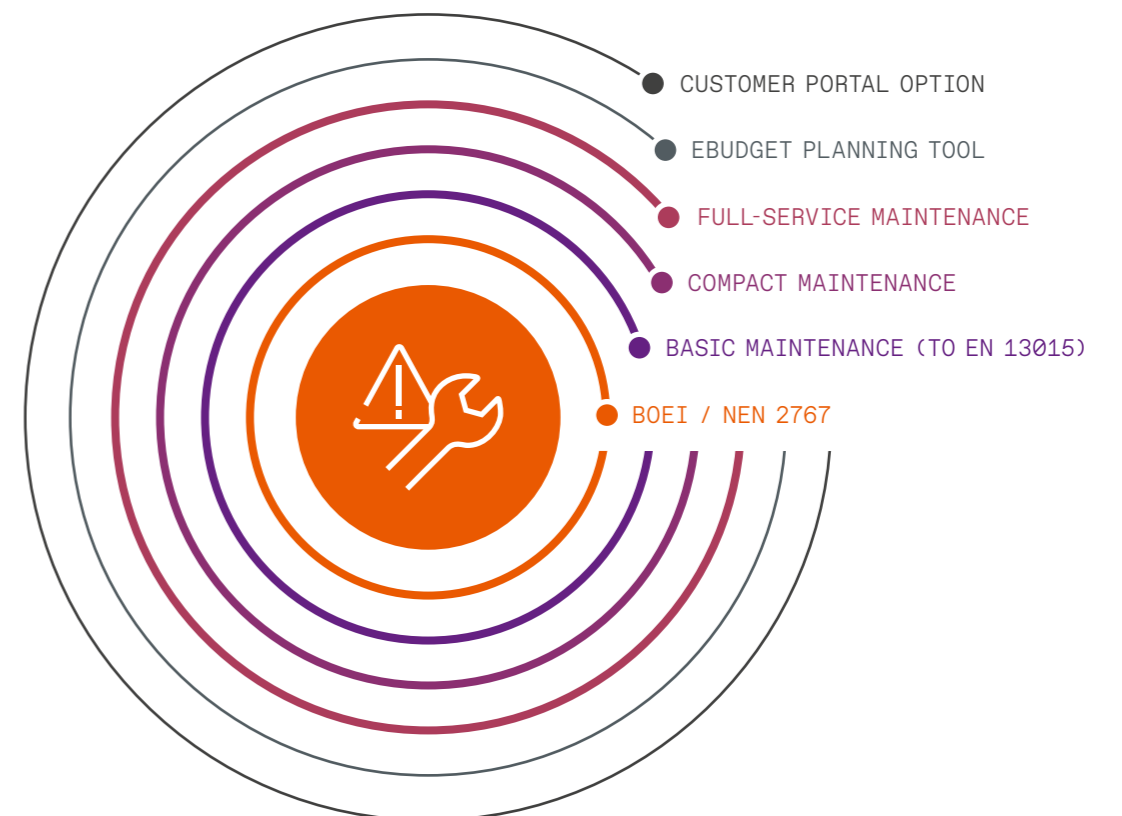 CUSTOMER PORTAL OPTION
EBUDGET PLANNING TOOL
FULL-SERVICE MAINTENANCE
COMPACT MAINTENANCE
BASIC MAINTENANCE (TO EN 13015)
BOEI / NEN 2767